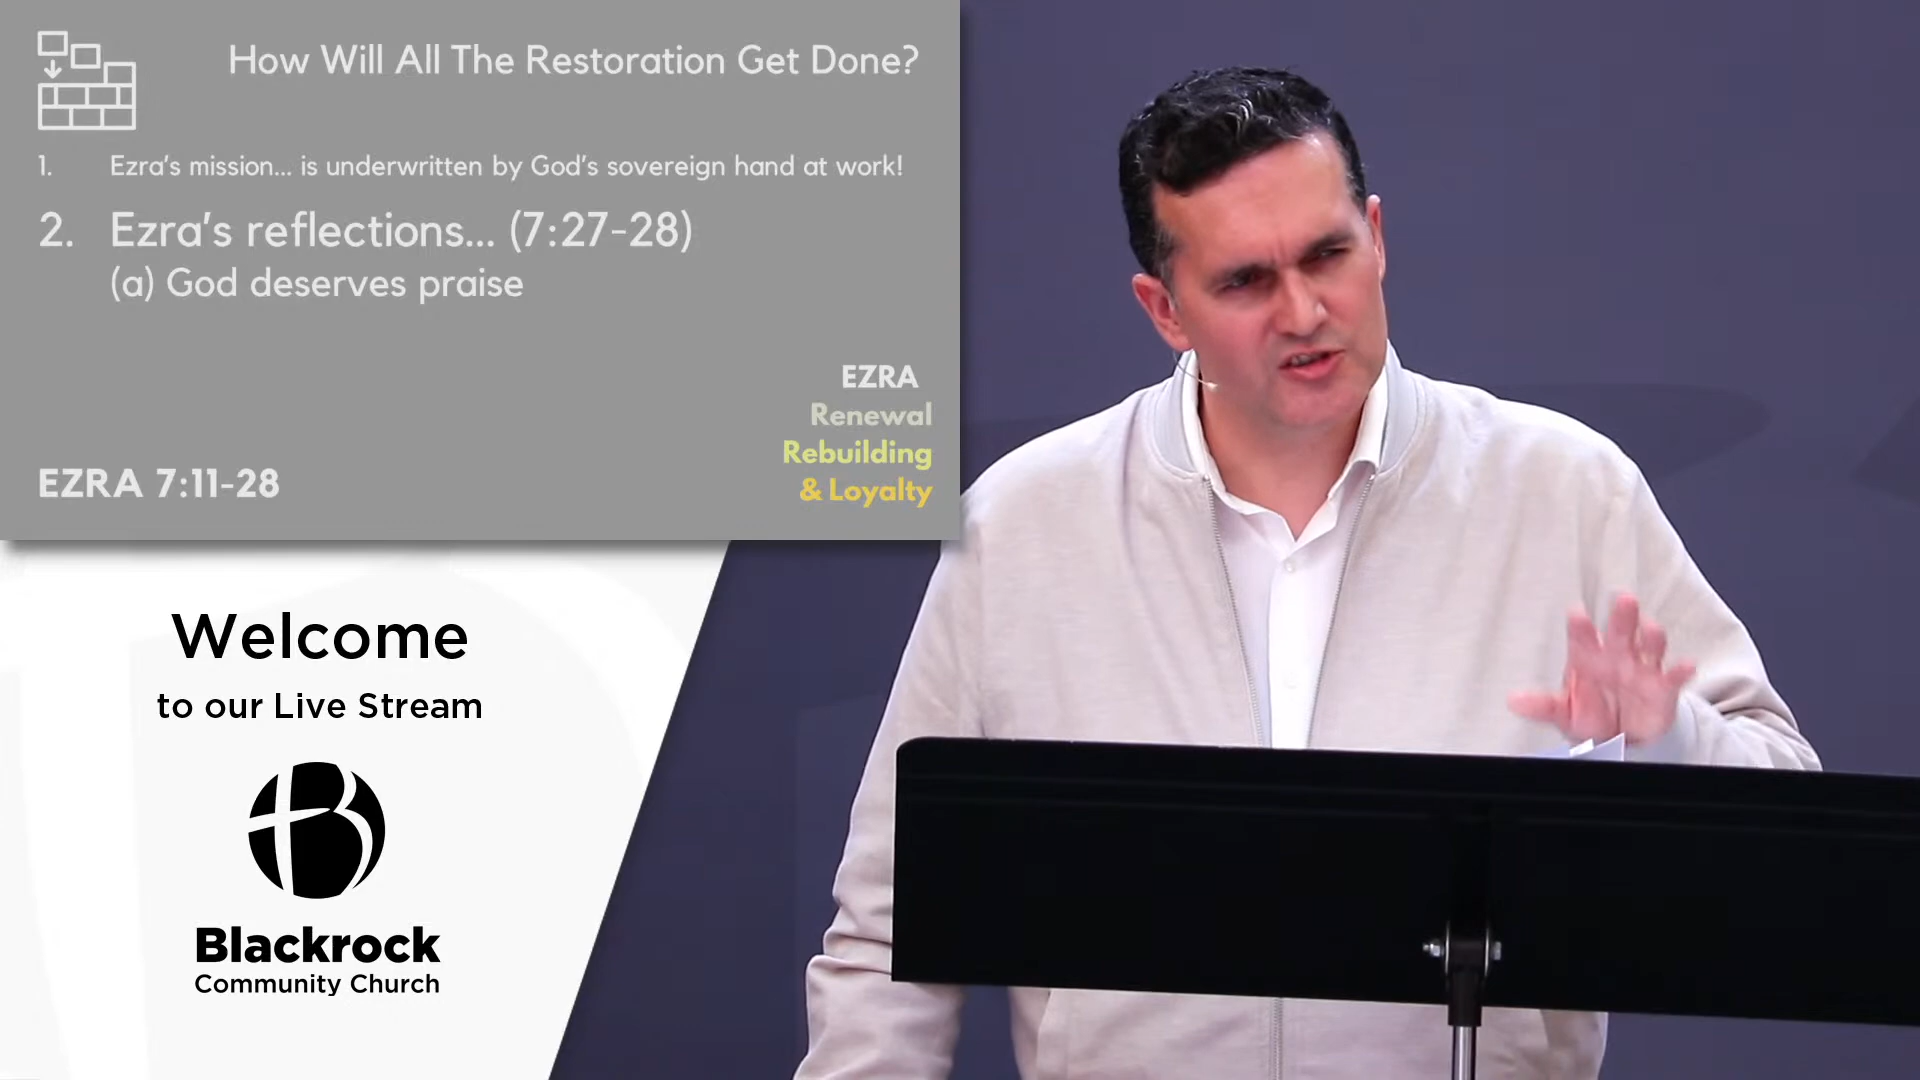 How Will All The Restoration Get Done?
1. Ezra's mission... is underwritten by God's sovereign hand at work!
2. Ezra's reflections... (7:27-28)
(a) God deserves praise
EZRA
Renewal
Rebuilding
& Loyalty
EZRA 7:11-28
Welcome
to our Live Stream
Blackrock
Community Church